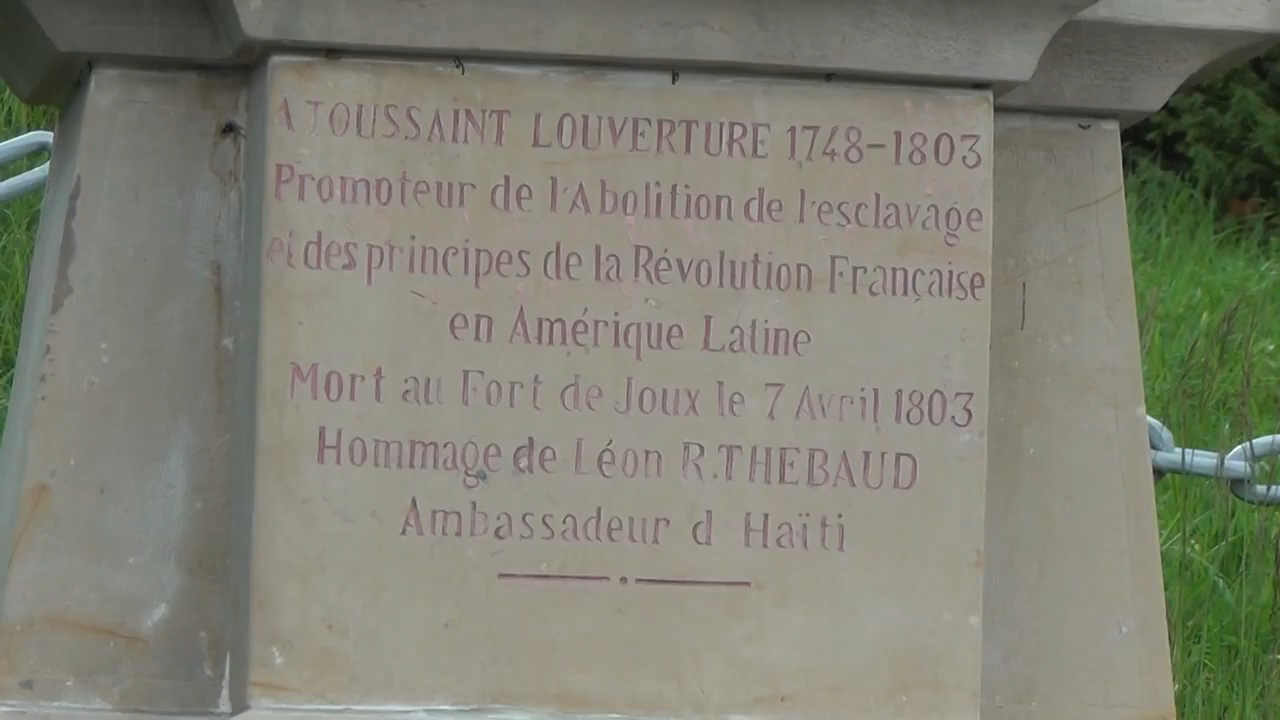 A TOUSSAINT LOUVERTURE 1748-1803
Promoteur de l'Abolition de l'esclavage
et des principes de la Révolution Française
en Amérique Latine
Mort au Fort de Joux le 7 Avril 1803
Hommage de Léon R.THEBAUD
Ambassadeur d Haïti